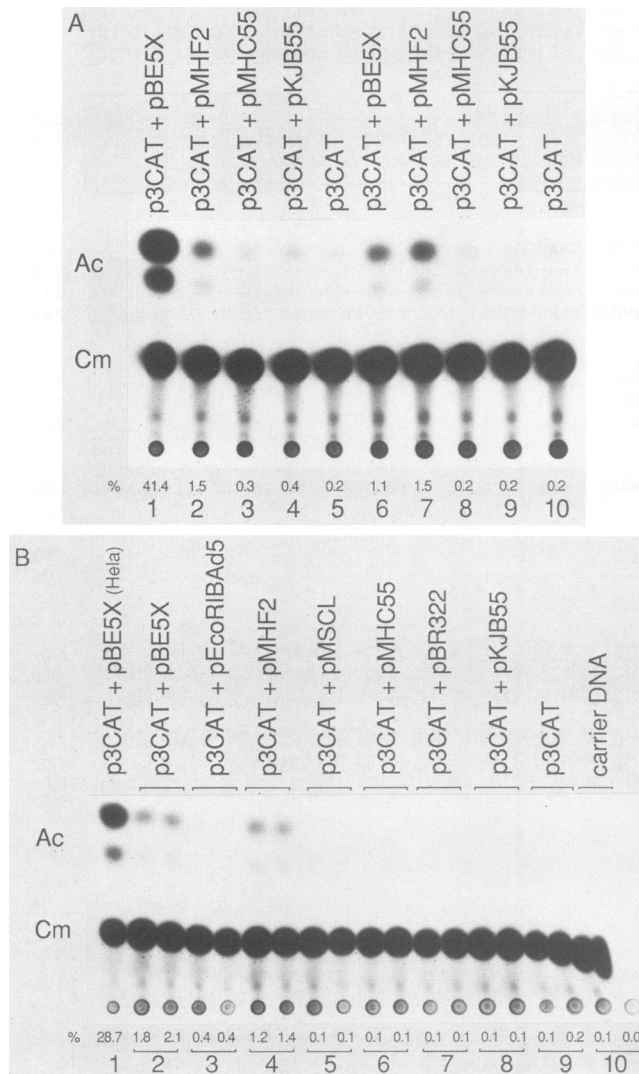 A
p3CAT + pBE5X
p3CAT + pMHF2
p3CAT + pMHC55
p3CAT + pKJB55
p3CAT
p3CAT + pBE5X
p3CAT + pMHF2
p3CAT + pMHC55
p3CAT + pKJB55
p3CAT
Ac
Cm
% 41.4 1.5 0.3 0.4 0.2 1.1 1.5 0.2 0.2 0.2
1 2 3 4 5 6 7 8 9 10
B
p3CAT + pBE5X (Hela)
p3CAT + pBE5X
p3CAT + pEcoRIBAd5
p3CAT + pMHF2
p3CAT + pMSCL
p3CAT + pMHC55
p3CAT + pBR322
p3CAT + pKJB55
p3CAT
carrier DNA
Ac
Cm
% 28.7 1.8 2.1 0.4 0.4 1.2 1.4 0.1 0.1 0.1 0.1 0.1 0.1 0.1 0.1 0.1 0.2 0.1 0.0
1 2 3 4 5 6 7 8 9 10